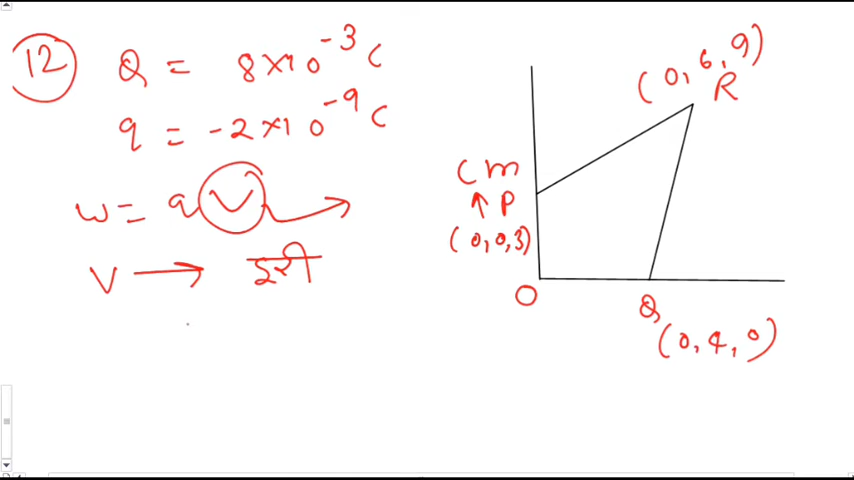 12
Q = 8×10⁻³ C
q = -2×10⁻⁹ C
w = qV
V → दूरी
(0, 6, 9)
R
cm
↑ P
(0, 0, 3)
O
Q
(0, 4, 0)